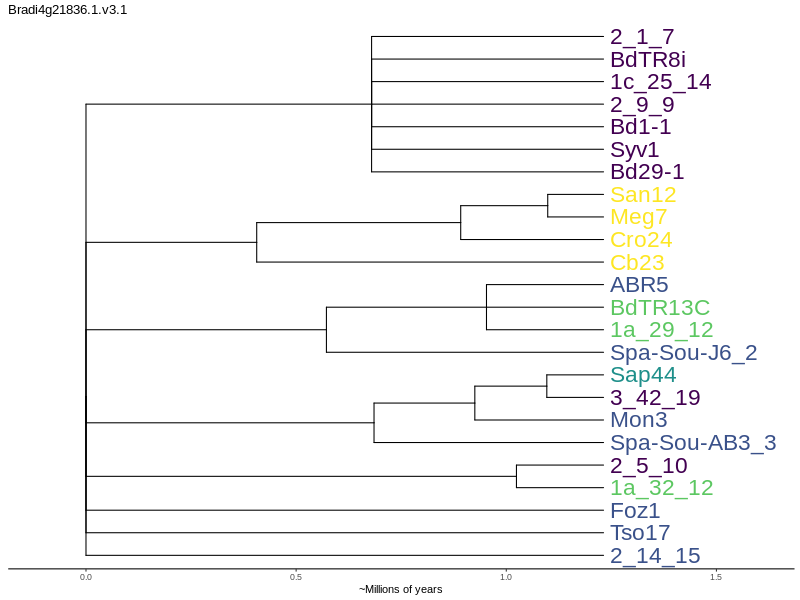 Bradi4g21836.1.v3.1
2_1_7
BdTR8i
1c_25_14
2_9_9
Bd1-1
Syv1
Bd29-1
San12
Meg7
Cro24
Cb23
ABR5
BdTR13C
1a_29_12
Spa-Sou-J6_2
Sap44
3_42_19
Mon3
Spa-Sou-AB3_3
2_5_10
1a_32_12
Foz1
Tso17
2_14_15
0.0 0.5 1.0 1.5
~Millions of years